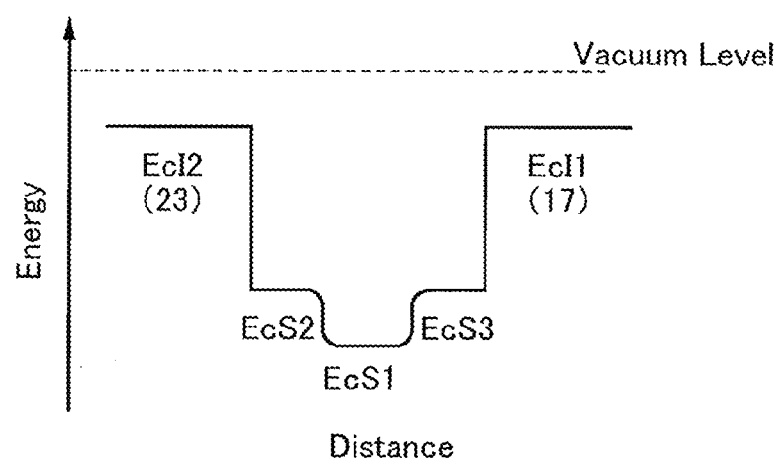 Vacuum Level
EcI2
(23)
EcI1
(17)
Energy
EcS2
EcS3
EcS1
Distance